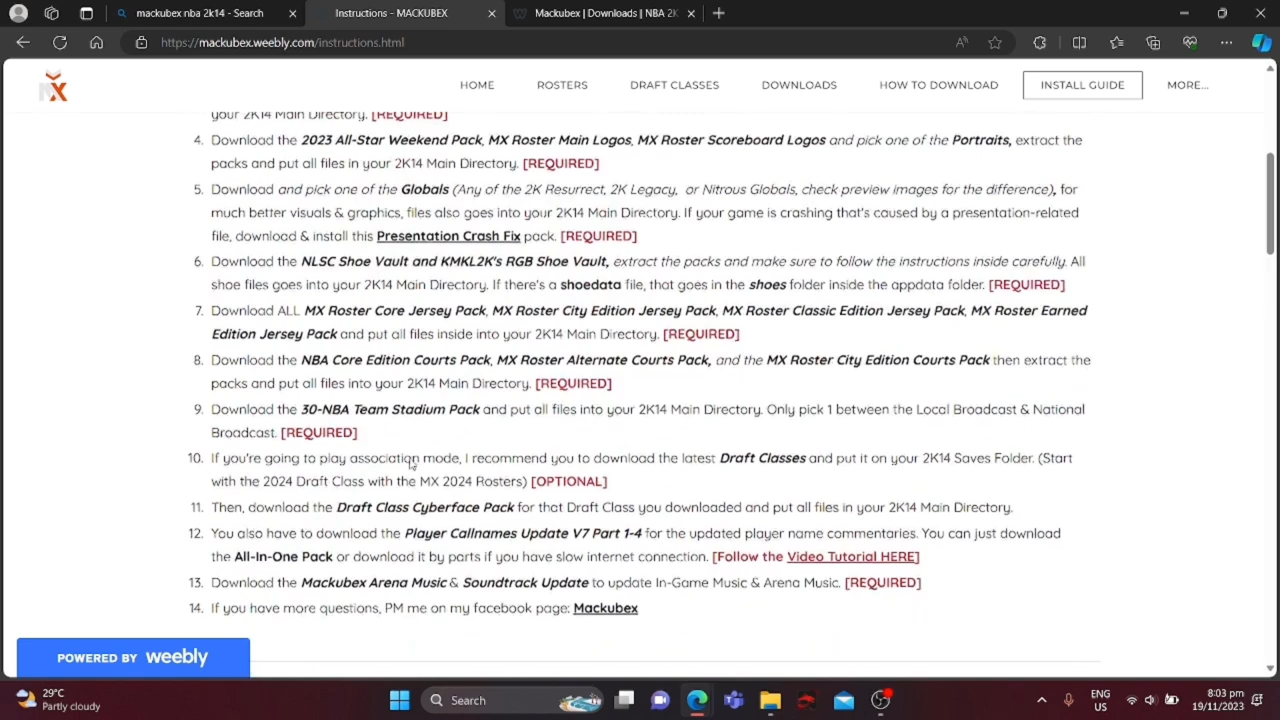 mackubex nba 2k14 - Search
Instructions - MACKUBEX
Mackubex | Downloads || NBA 2K
https://mackubex.weebly.com/instructions.html
MX
HOME
ROSTERS
DRAFT CLASSES
DOWNLOADS
HOW TO DOWNLOAD
INSTALL GUIDE
MORE...
your 2K14 Main Directory. [REQUIRED]
4. Download the 2023 All-Star Weekend Pack, MX Roster Main Logos, MX Roster Scoreboard Logos and pick one of the Portraits, extract the
packs and put all files in your 2K14 Main Directory. [REQUIRED]
5. Download and pick one of the Globals (Any of the 2K Resurrect, 2K Legacy, or Nitrous Globals, check preview images for the difference), for
much better visuals & graphics, files also goes into your 2K14 Main Directory. If your game is crashing that's caused by a presentation-related
file, download & install this Presentation Crash Fix pack. [REQUIRED]
6. Download the NLSC Shoe Vault and KMKL2K's RGB Shoe Vault, extract the packs and make sure to follow the instructions inside carefully. All
shoe files goes into your 2K14 Main Directory. If there's a shoedata file, that goes in the shoes folder inside the appdata folder. [REQUIRED]
7. Download ALL MX Roster Core Jersey Pack, MX Roster City Edition Jersey Pack, MX Roster Classic Edition Jersey Pack, MX Roster Earned
Edition Jersey Pack and put all files inside into your 2K14 Main Directory. [REQUIRED]
8. Download the NBA Core Edition Courts Pack, MX Roster Alternate Courts Pack, and the MX Roster City Edition Courts Pack then extract the
packs and put all files into your 2K14 Main Directory. [REQUIRED]
9. Download the 30-NBA Team Stadium Pack and put all files into your 2K14 Main Directory. Only pick 1 between the Local Broadcast & National
Broadcast. [REQUIRED]
10. If you're going to play association mode, I recommend you to download the latest Draft Classes and put it on your 2K14 Saves Folder. (Start
with the 2024 Draft Class with the MX 2024 Rosters) [OPTIONAL]
11. Then, download the Draft Class Cyberface Pack for that Draft Class you downloaded and put all files in your 2K14 Main Directory.
12. You also have to download the Player Callnames Update V7 Part 1-4 for the updated player name commentaries. You can just download
the All-In-One Pack or download it by parts if you have slow internet connection. [Follow the Video Tutorial HERE]
13. Download the Mackubex Arena Music & Soundtrack Update to update In-Game Music & Arena Music. [REQUIRED]
14. If you have more questions, PM me on my facebook page: Mackubex
POWERED BY weebly
29°C
Partly cloudy
Search
ENG
US
8:03 pm
19/11/2023